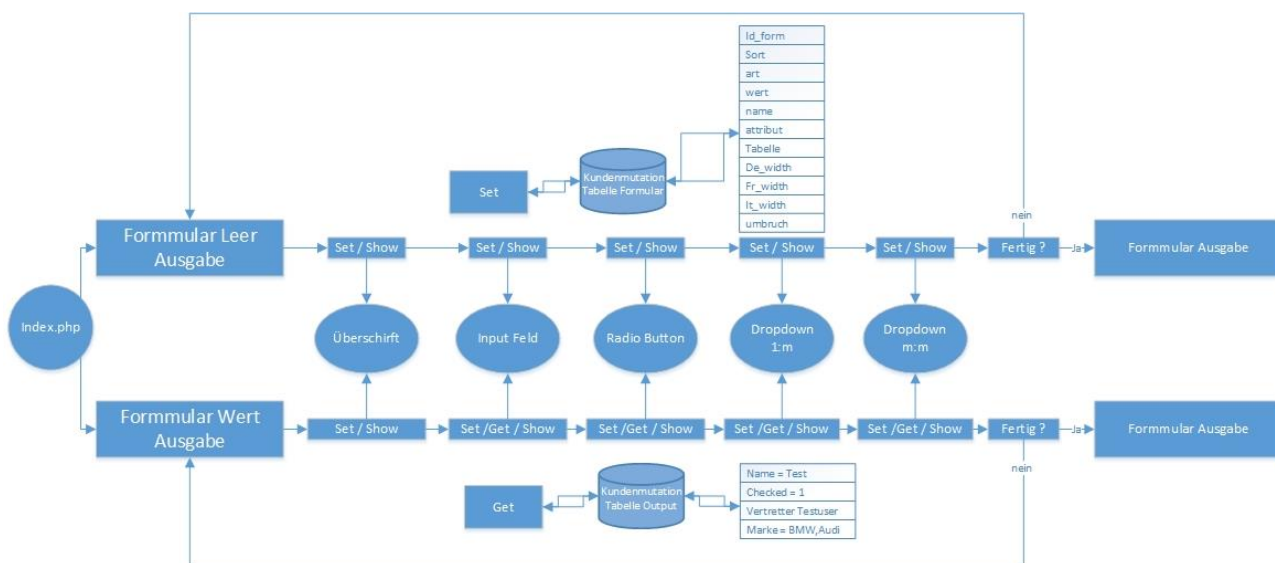 Id_form
Sort
art
wert
name
attribut
Tabelle
De_width
Fr_width
It_width
umbruch
Set
Kundenmutation
Tabelle Formular
nein
Formmular Leer
Ausgabe
Set / Show
Set / Show
Set / Show
Set / Show
Set / Show
Fertig ?
Ja
Formmular Ausgabe
Index.php
Überschirft
Input Feld
Radio Button
Dropdown
1:m
Dropdown
m:m
Formmular Wert
Ausgabe
Set / Show
Set /Get / Show
Set /Get / Show
Set /Get / Show
Set /Get / Show
Fertig ?
Ja
Formmular Ausgabe
nein
Get
Kundenmutation
Tabelle Output
Name = Test
Checked = 1
Vertretter Testuser
Marke = BMW,Audi